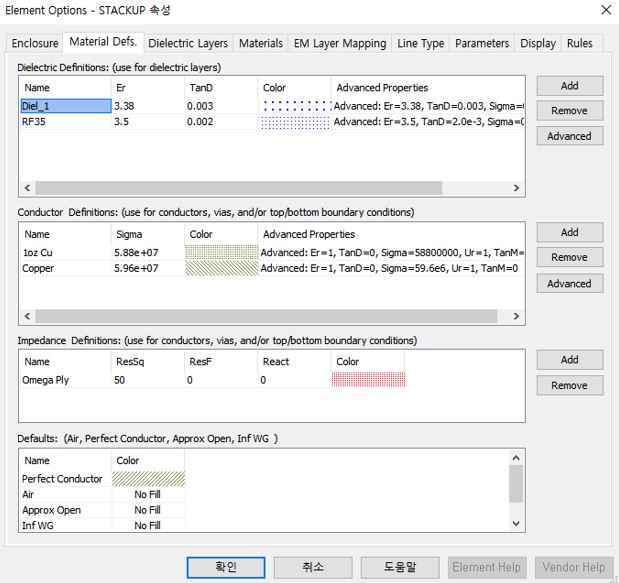 Element Options - STACKUP 속성
Enclosure Material Defs. Dielectric Layers Materials EM Layer Mapping Line Type Parameters Display Rules
Dielectric Definitions: (use for dielectric layers)
Name Er TanD Color Advanced Properties
Diel_1 3.38 0.003 Advanced: Er=3.38, TanD=0.003, Sigma=
RF35 3.5 0.002 Advanced: Er=3.5, TanD=2.0e-3, Sigma=
Add
Remove
Advanced
Conductor Definitions: (use for conductors, vias, and/or top/bottom boundary conditions)
Name Sigma Color Advanced Properties
1oz Cu 5.88e+07 Advanced: Er=1, TanD=0, Sigma=58800000, Ur=1, TanM=
Copper 5.96e+07 Advanced: Er=1, TanD=0, Sigma=59.6e6, Ur=1, TanM=0
Add
Remove
Advanced
Impedance Definitions: (use for conductors, vias, and/or top/bottom boundary conditions)
Name ResSq ResF React Color
Omega Ply 50 0 0
Add
Remove
Defaults: (Air, Perfect Conductor, Approx Open, Inf WG )
Name Color
Perfect Conductor
Air No Fill
Approx Open No Fill
Inf WG No Fill
확인 취소 도움말 Element Help Vendor Help